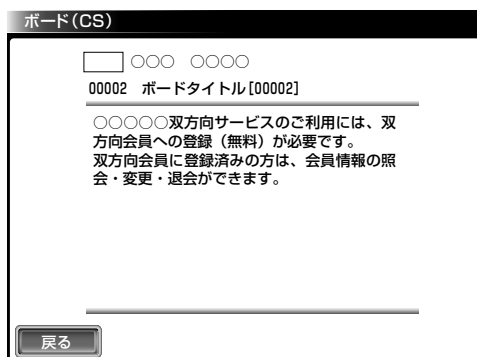 ボード(CS)
○○○ ○○○○
00002 ボードタイトル[00002]
○○○○○双方向サービスのご利用には、双
方向会員への登録（無料）が必要です。
双方向会員に登録済みの方は、会員情報の照
会・変更・退会ができます。
戻る